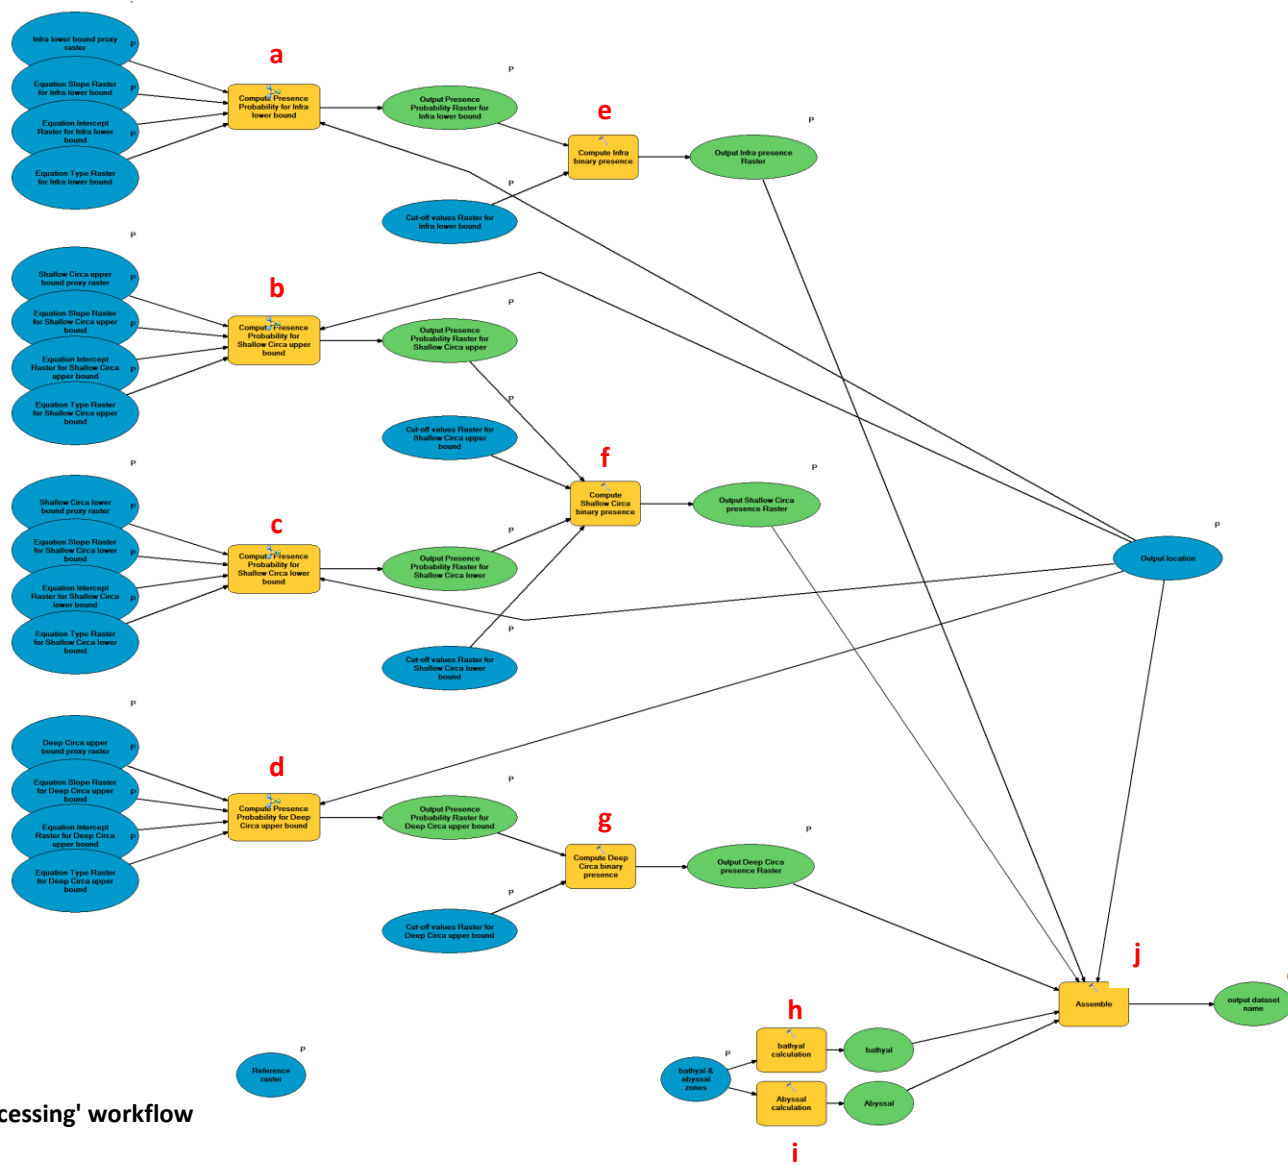 a
Infra lower bound proxy
raster
P
Equation Slope Raster
for Infra lower bound
P
Equation Intercept
Raster for Infra lower
bound
P
Equation Type Raster
for Infra lower bound
Compute Presence
Probability for Infra
lower bound
P
Output Presence
Probability Raster for
Infra lower bound
e
Compute Infra
binary presence
P
Output Infra presence
Raster
P
Cut-off values Raster for
Infra lower bound
P
b
Shallow Circa upper
bound proxy raster
P
Equation Slope Raster
for Shallow Circa upper
bound
P
Equation Intercept
Raster for Shallow Circa
upper bound
P
Equation Type Raster
for Shallow Circa upper
bound
Compute Presence
Probability for
Shallow Circa upper
bound
P
Output Presence
Probability Raster for
Shallow Circa upper
P
Cut-off values Raster for
Shallow Circa upper
bound
f
Compute
Shallow Circa
binary presence
P
Output Shallow Circa
presence Raster
P
c
Shallow Circa lower
bound proxy raster
P
Equation Slope Raster
for Shallow Circa lower
bound
P
Equation Intercept
Raster for Shallow Circa
lower bound
P
Equation Type Raster
for Shallow Circa lower
bound
Compute Presence
Probability for
Shallow Circa lower
bound
P
Output Presence
Probability Raster for
Shallow Circa lower
P
Cut-off values Raster for
Shallow Circa lower
bound
P
Output location
P
d
Deep Circa upper
bound proxy raster
P
Equation Slope Raster
for Deep Circa upper
bound
P
Equation Intercept
Raster for Deep Circa upper
bound
P
Equation Type Raster
for Deep Circa upper
bound
Compute Presence
Probability for Deep
Circa upper bound
P
Output Presence
Probability Raster for
Deep Circa upper bound
g
Compute Deep
Circa binary
presence
P
Output Deep Circa
presence Raster
P
Cut-off values Raster for
Deep Circa upper bound
j
Assemble
output dataset
name
h
P
bathyal &
abyssal
zones
bathyal
calculation
bathyal
Abyssal
calculation
Abyssal
i
P
Reference
raster
cessing' workflow